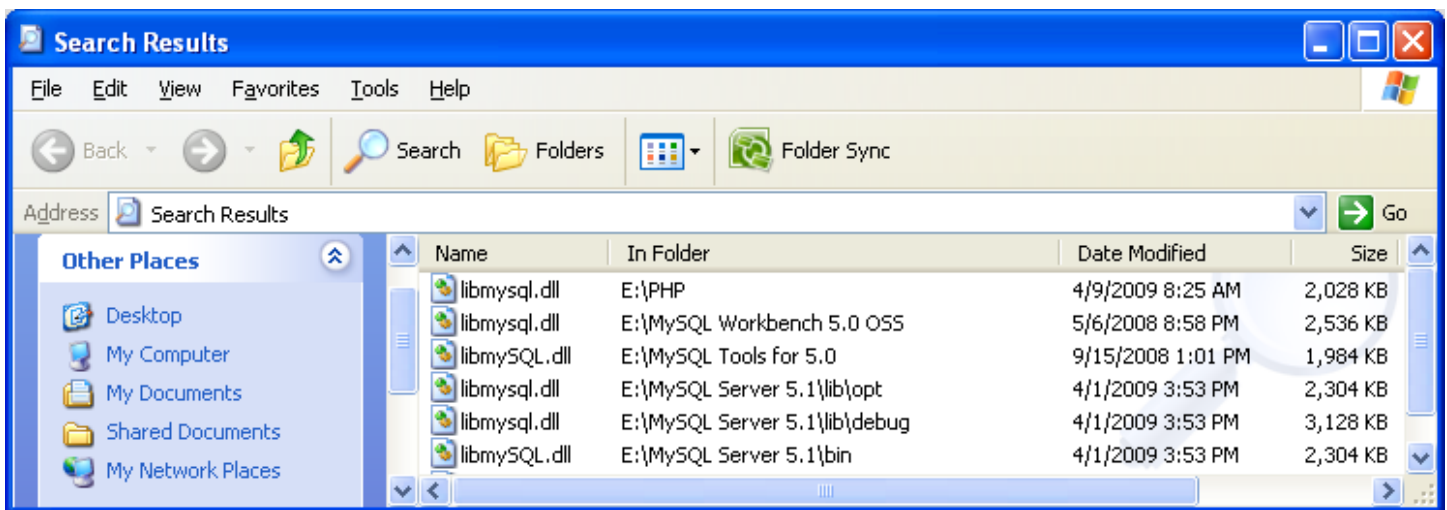 Search Results
File Edit View Favorites Tools Help
Back Search Folders Folder Sync
Address Search Results Go
Other Places
Desktop
My Computer
My Documents
Shared Documents
My Network Places
Name In Folder Date Modified Size
libmysql.dll E:\PHP 4/9/2009 8:25 AM 2,028 KB
libmysql.dll E:\MySQL Workbench 5.0 OSS 5/6/2008 8:58 PM 2,536 KB
libmySQL.dll E:\MySQL Tools for 5.0 9/15/2008 1:01 PM 1,984 KB
libmysql.dll E:\MySQL Server 5.1\lib\opt 4/1/2009 3:53 PM 2,304 KB
libmysql.dll E:\MySQL Server 5.1\lib\debug 4/1/2009 3:53 PM 3,128 KB
libmySQL.dll E:\MySQL Server 5.1\bin 4/1/2009 3:53 PM 2,304 KB